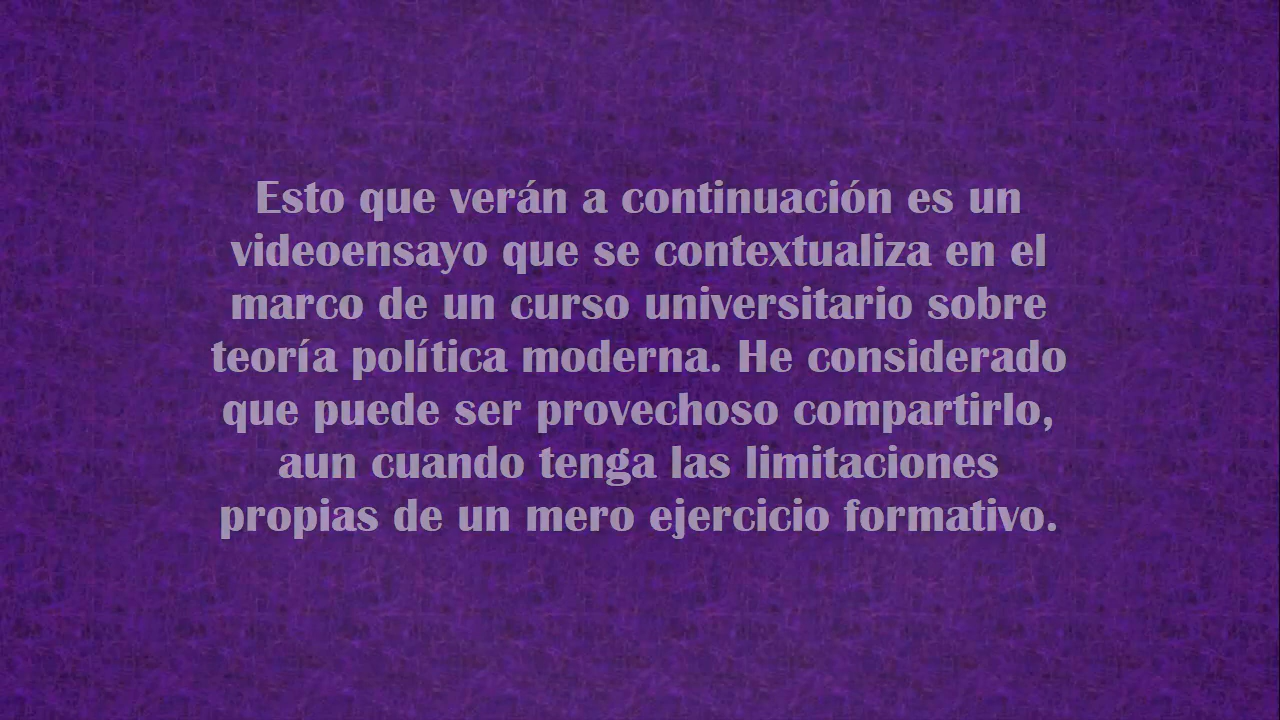 Esto que verán a continuación es un
videoensayo que se contextualiza en el
marco de un curso universitario sobre
teoría política moderna. He considerado
que puede ser provechoso compartirlo,
aun cuando tenga las limitaciones
propias de un mero ejercicio formativo.